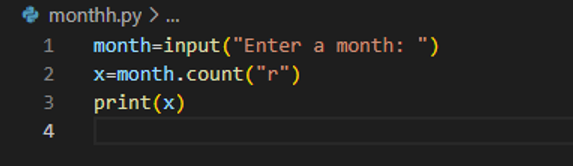 monthh.py > ...
1 month=input("Enter a month: ")
2 x=month.count("r")
3 print(x)
4